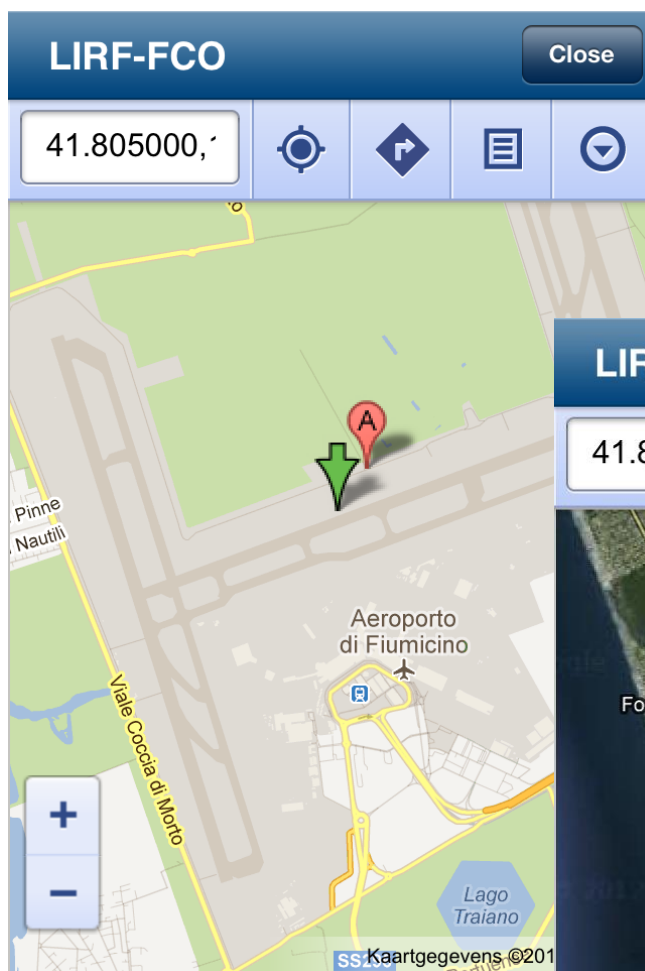 LIRF-FCO
Close
41.805000,
A
LIR
41.8
Pinne
Nautili
Aeroporto
di Fiumicino
Viale Coccia di Morto
Fo
+
−
Lago
Traiano
Kaartgegevens ©201